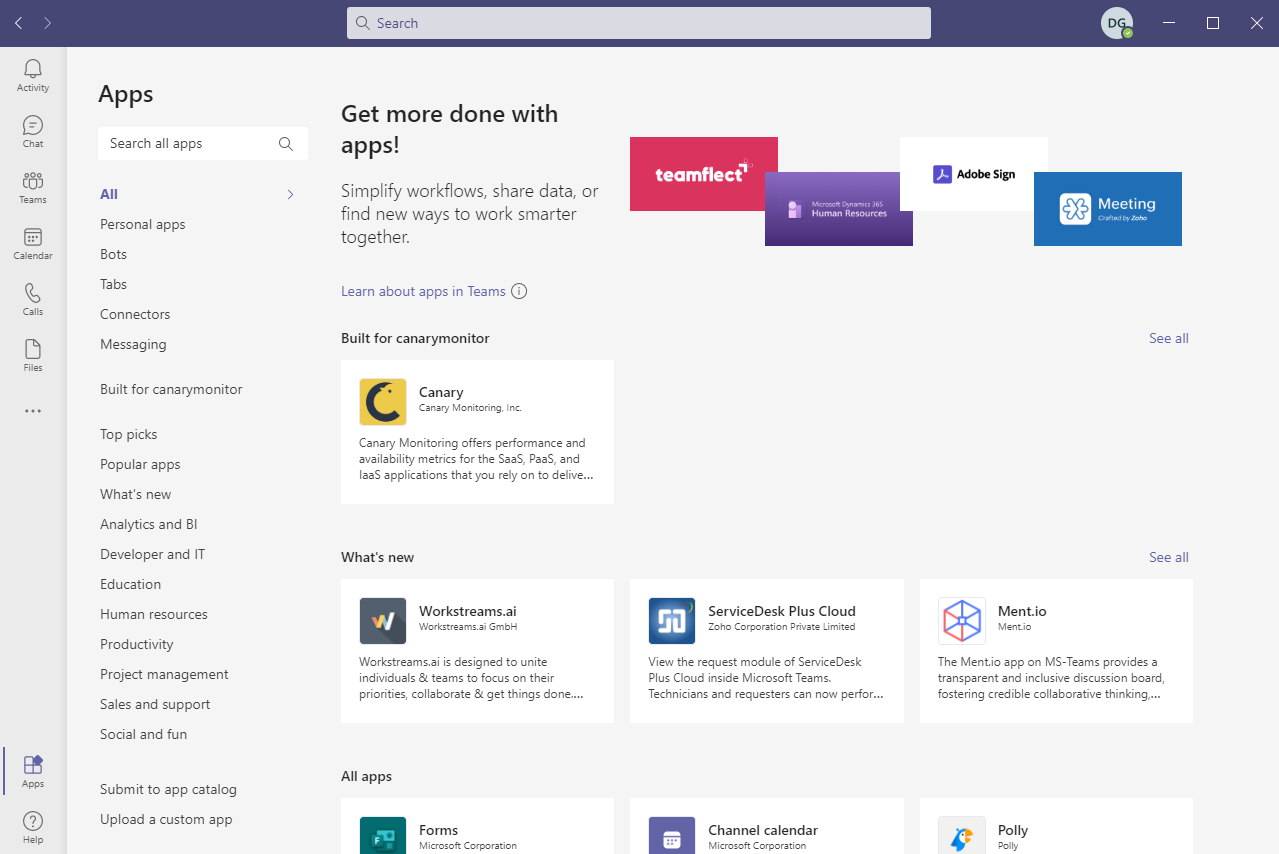 Search
DG
Activity
Chat
Teams
Calendar
Calls
Files
Apps
Help
Apps
Search all apps
All
Personal apps
Bots
Tabs
Connectors
Messaging
Built for canarymonitor
Top picks
Popular apps
What's new
Analytics and BI
Developer and IT
Education
Human resources
Productivity
Project management
Sales and support
Social and fun
Submit to app catalog
Upload a custom app
Get more done with
apps!
Simplify workflows, share data, or
find new ways to work smarter
together.
Learn about apps in Teams
teamflect
Microsoft Dynamics 365
Human Resources
Adobe Sign
Meeting
Crafted by Zoho
Built for canarymonitor
See all
Canary
Canary Monitoring, Inc.
Canary Monitoring offers performance and
availability metrics for the SaaS, PaaS, and
IaaS applications that you rely on to delive...
What's new
See all
Workstreams.ai
Workstreams.ai GmbH
Workstreams.ai is designed to unite
individuals & teams to focus on their
priorities, collaborate & get things done....
ServiceDesk Plus Cloud
Zoho Corporation Private Limited
View the request module of ServiceDesk
Plus Cloud inside Microsoft Teams.
Technicians and requesters can now perfor...
Ment.io
Ment.io
The Ment.io app on MS-Teams provides a
transparent and inclusive discussion board,
fostering credible collaborative thinking,...
All apps
Forms
Microsoft Corporation
Channel calendar
Microsoft Corporation
Polly
Polly